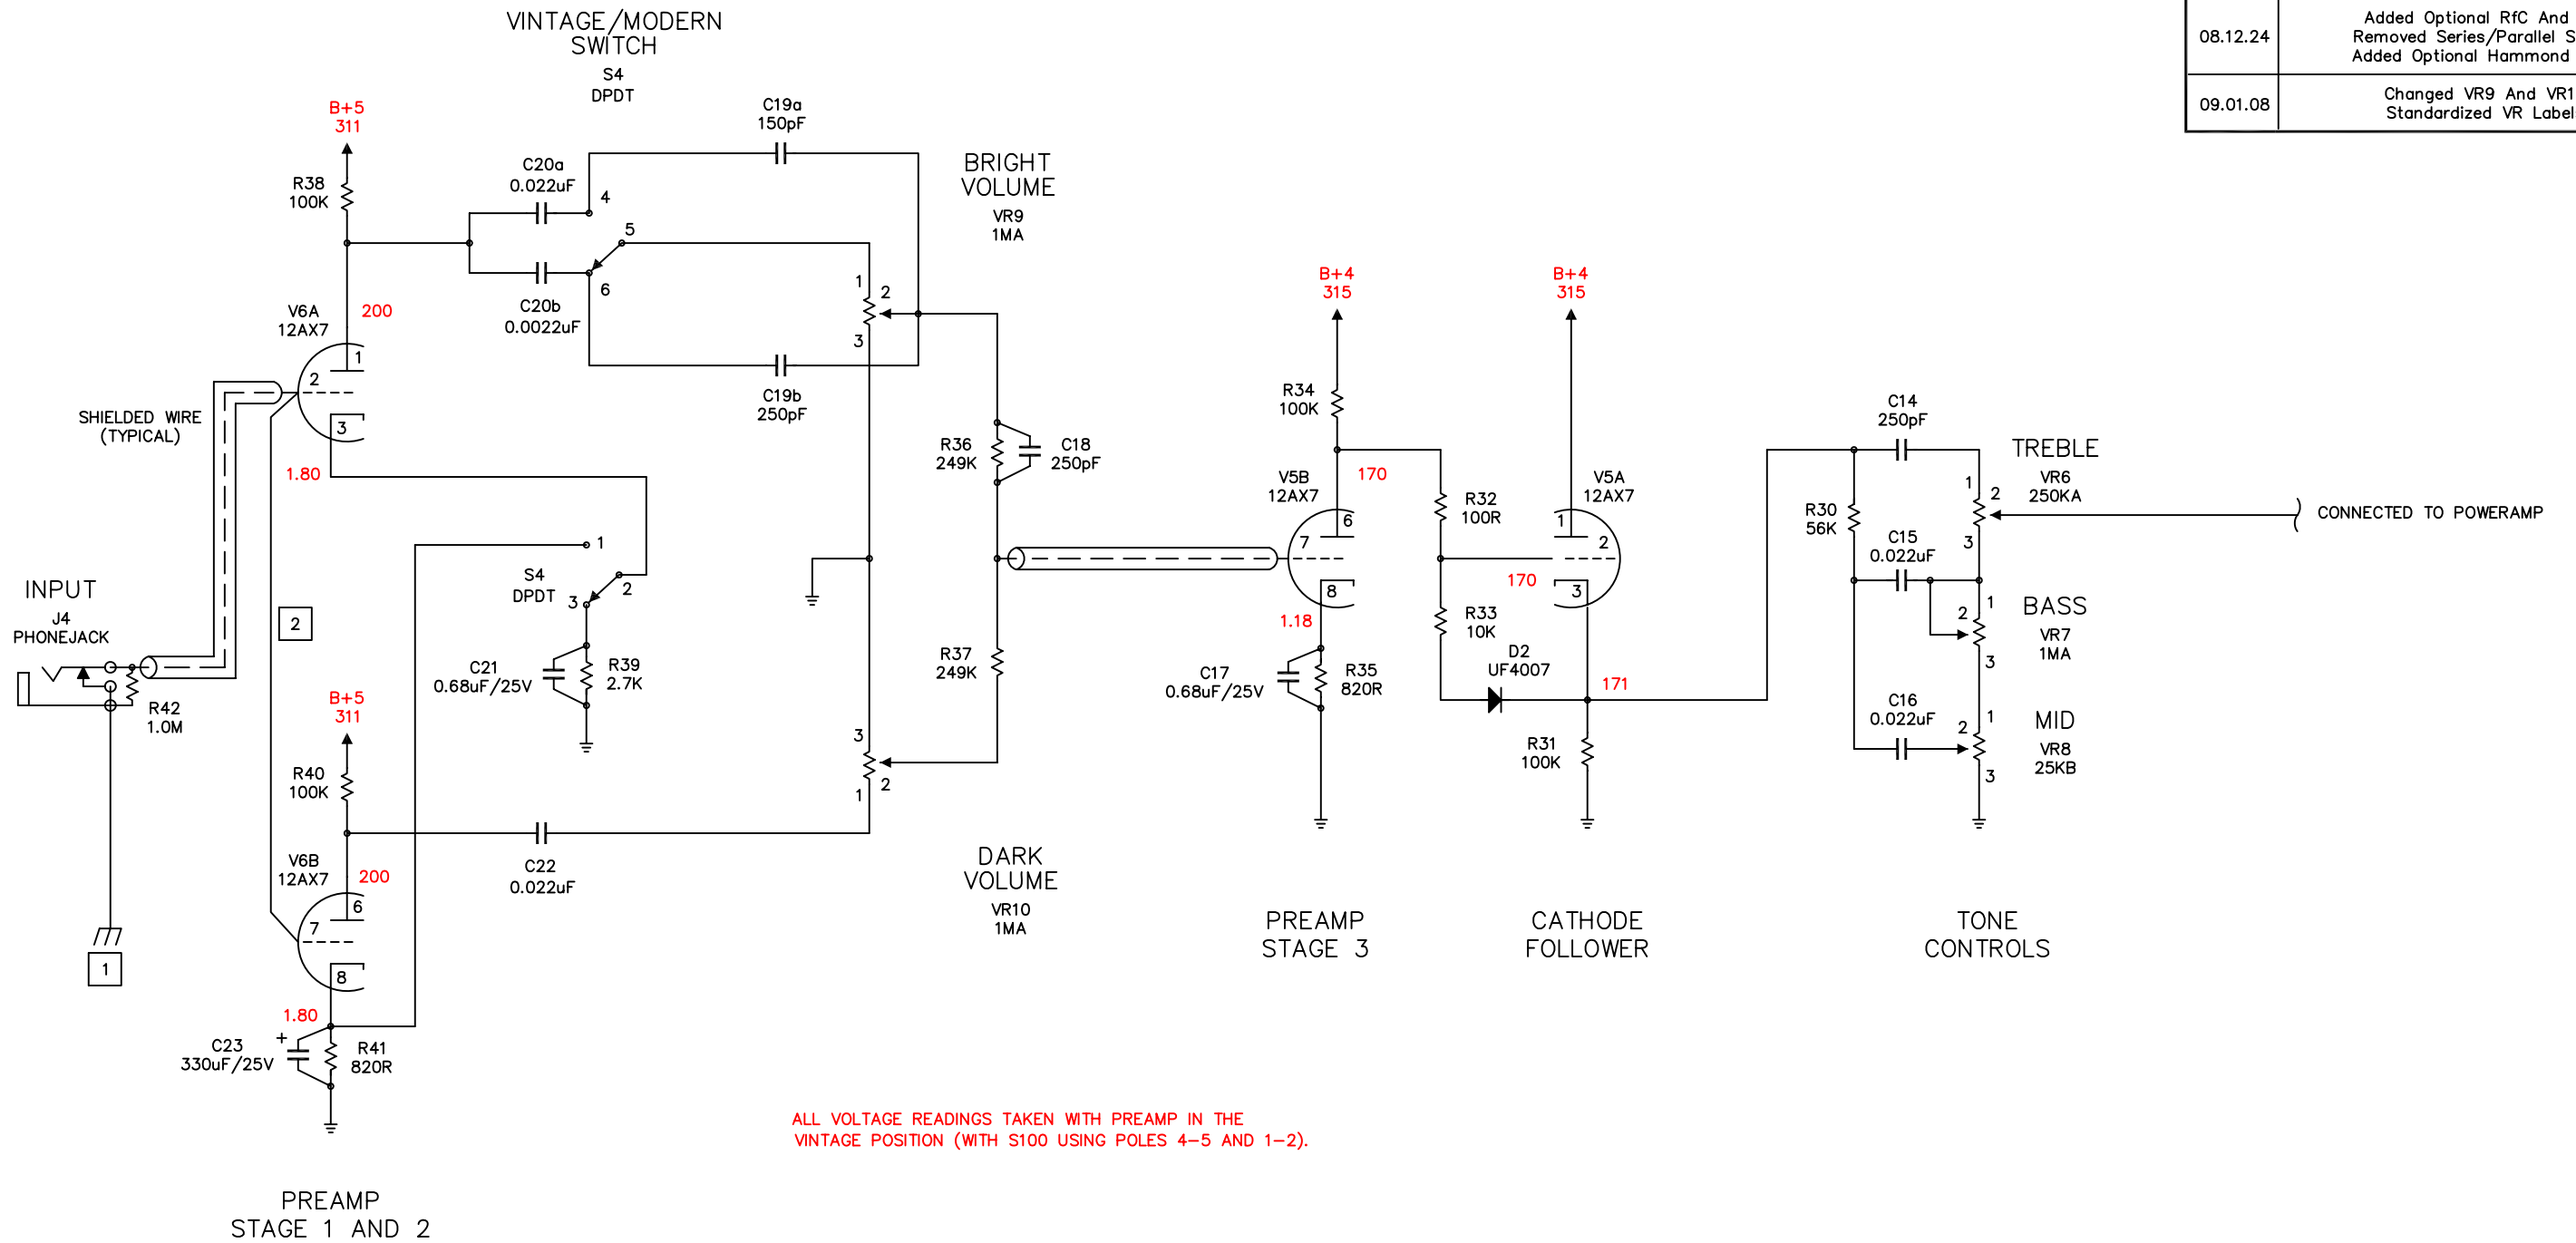 VINTAGE/MODERN
SWITCH
S4
DPDT
Added Optional RfC And
08.12.24
Removed Series/Parallel S
Added Optional Hammond
09.01.08
Changed VR9 And VR1
Standardized VR Label
B+5
311
R38
100K
C20a
0.022uF
C19a
150pF
4
5
6
C20b
0.0022uF
C19b
250pF
BRIGHT
VOLUME
VR9
1MA
1
2
3
V6A
12AX7
200
1
2
3
1.80
SHIELDED WIRE
(TYPICAL)
INPUT
J4
PHONEJACK
R42
1.0M
1
2
1
S4
DPDT
2
3
C21
0.68uF/25V
R39
2.7K
B+5
311
R40
100K
V6B
12AX7
200
6
7
8
1.80
+
C23
330uF/25V
R41
820R
C22
0.022uF
R36
249K
C18
250pF
R37
249K
3
2
1
DARK
VOLUME
VR10
1MA
B+4
315
R34
100K
V5B
12AX7
170
6
7
8
1.18
C17
0.68uF/25V
R35
820R
B+4
315
R32
100R
V5A
12AX7
1
2
3
170
R33
10K
D2
UF4007
171
R31
100K
C14
250pF
R30
56K
C15
0.022uF
C16
0.022uF
TREBLE
VR6
250KA
1
2
3
CONNECTED TO POWERAMP
BASS
VR7
1MA
1
2
3
MID
VR8
25KB
1
2
3
PREAMP
STAGE 3
CATHODE
FOLLOWER
TONE
CONTROLS
ALL VOLTAGE READINGS TAKEN WITH PREAMP IN THE
VINTAGE POSITION (WITH S100 USING POLES 4-5 AND 1-2).
PREAMP
STAGE 1 AND 2